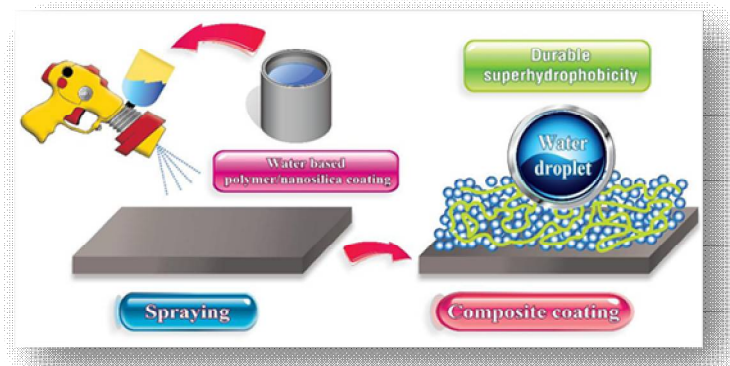 Durable
superhydrophobicity
Water based
polymer/nanosilica coating
Water
droplet
Spraying
Composite coating